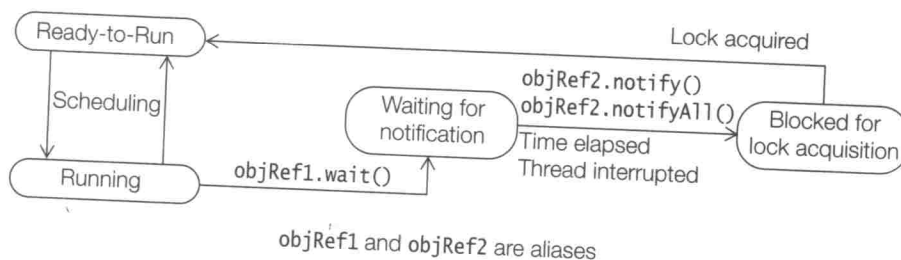 Ready-to-Run
Lock acquired
Scheduling
objRef2.notify()
objRef2.notifyAll()
Waiting for
notification
Blocked for
lock acquisition
Time elapsed
Thread interrupted
Running
objRef1.wait()
objRef1 and objRef2 are aliases